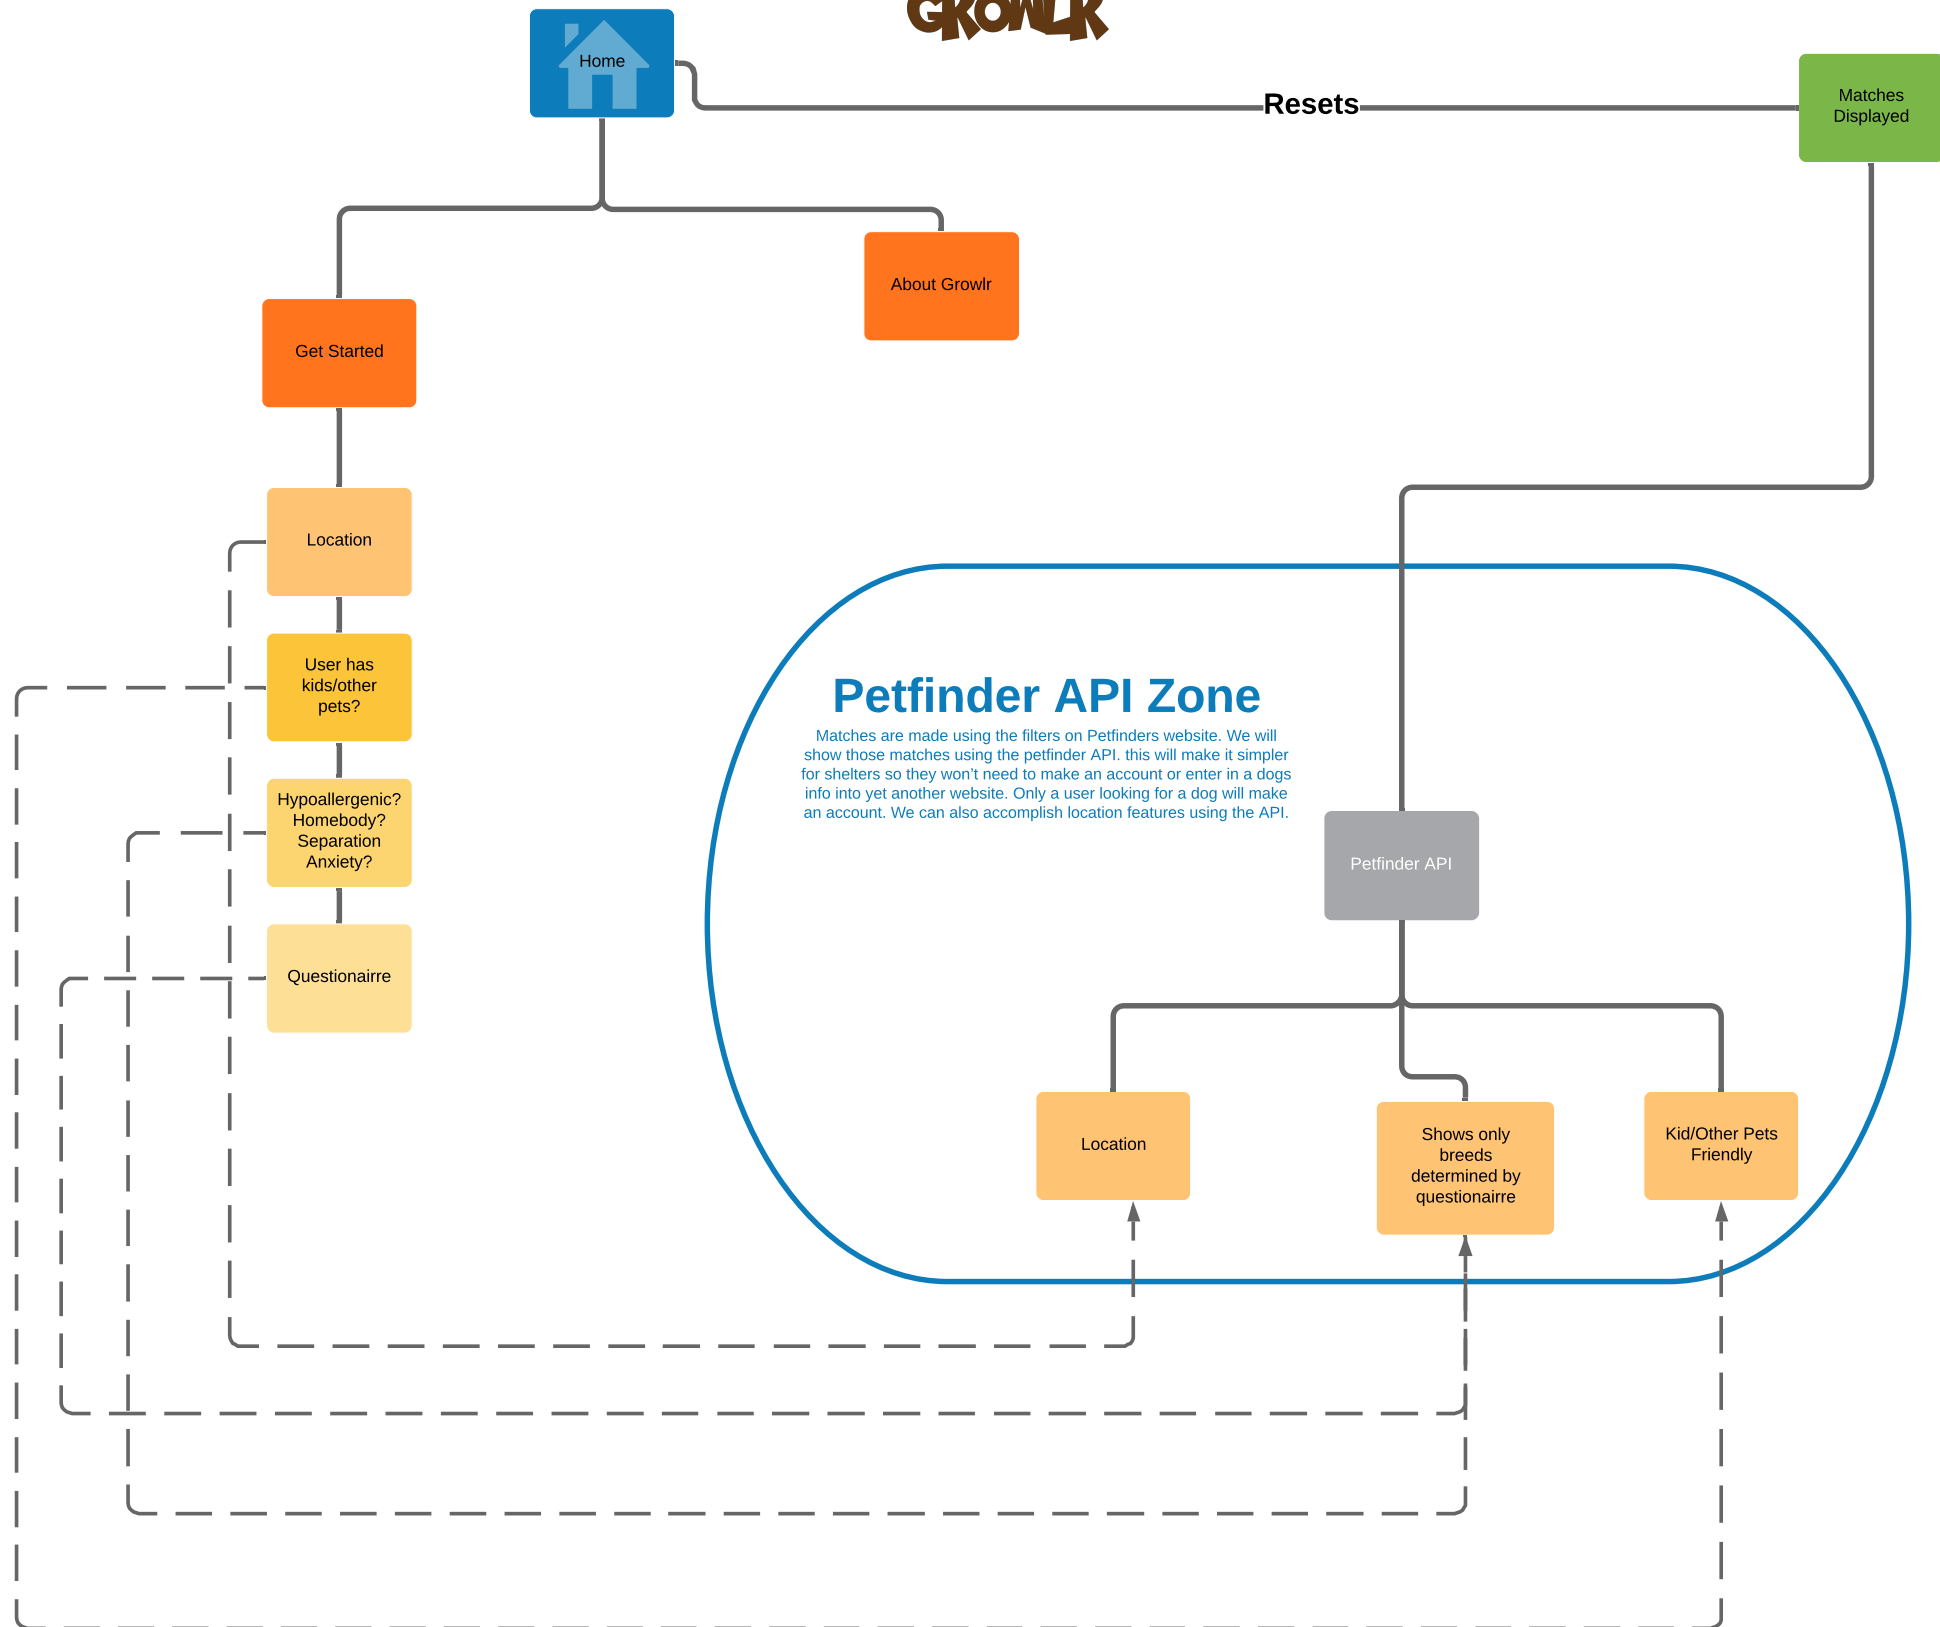 GROWLR
Home
Resets
Matches
Displayed
About Growlr
Get Started
Location
User has
kids/other
pets?
Hypoallergenic?
Homebody?
Separation
Anxiety?
Questionairre
Petfinder API Zone
Matches are made using the filters on Petfinders website. We will
show those matches using the petfinder API. this will make it simpler
for shelters so they won’t need to make an account or enter in a dogs
info into yet another website. Only a user looking for a dog will make
an account. We can also accomplish location features using the API.
Petfinder API
Location
Shows only
breeds
determined by
questionairre
Kid/Other Pets
Friendly